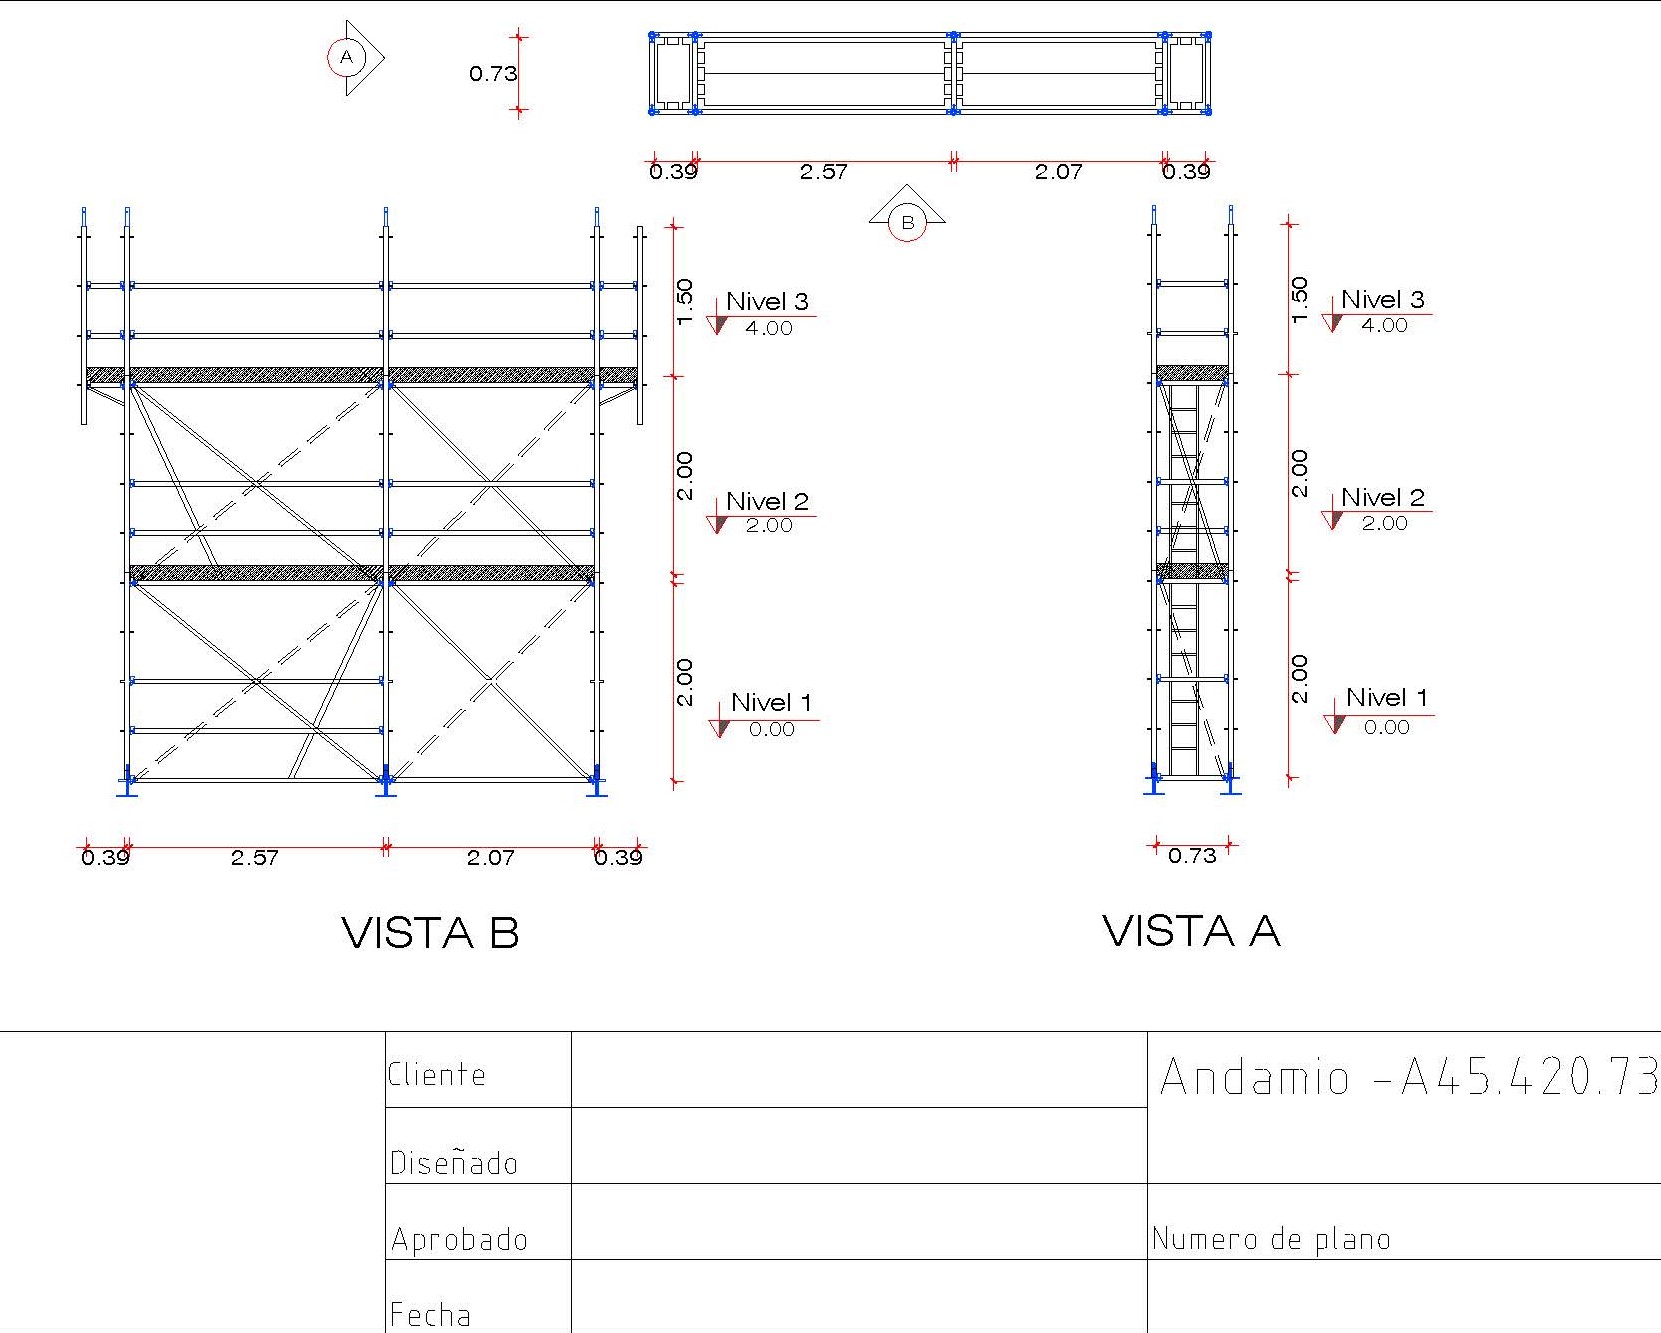 A
0.73
0.39
2.57
2.07
0.39
B
1.50
Nivel 3
4.00
2.00
Nivel 2
2.00
2.00
Nivel 1
0.00
0.39
2.57
2.07
0.39
VISTA B
1.50
Nivel 3
4.00
2.00
Nivel 2
2.00
2.00
Nivel 1
0.00
0.73
VISTA A
Cliente
Andamio -A45.420.73
Diseñado
Aprobado
Numero de plano
Fecha